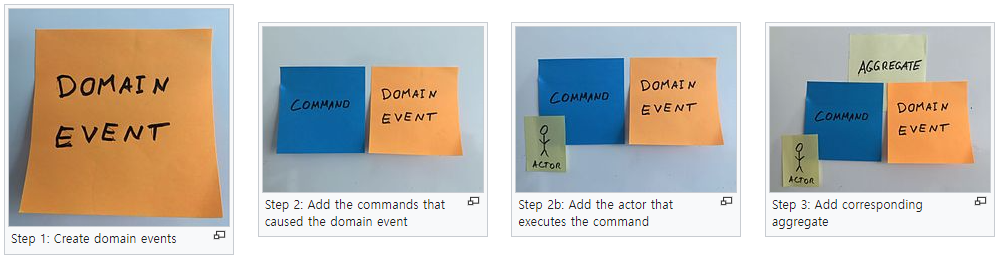 DOMAIN
EVENT
Step 1: Create domain events
COMMAND
DOMAIN
EVENT
Step 2: Add the commands that
caused the domain event
COMMAND
DOMAIN
EVENT
ACTOR
Step 2b: Add the actor that
executes the command
AGGREGATE
COMMAND
DOMAIN
EVENT
ACTOR
Step 3: Add corresponding
aggregate